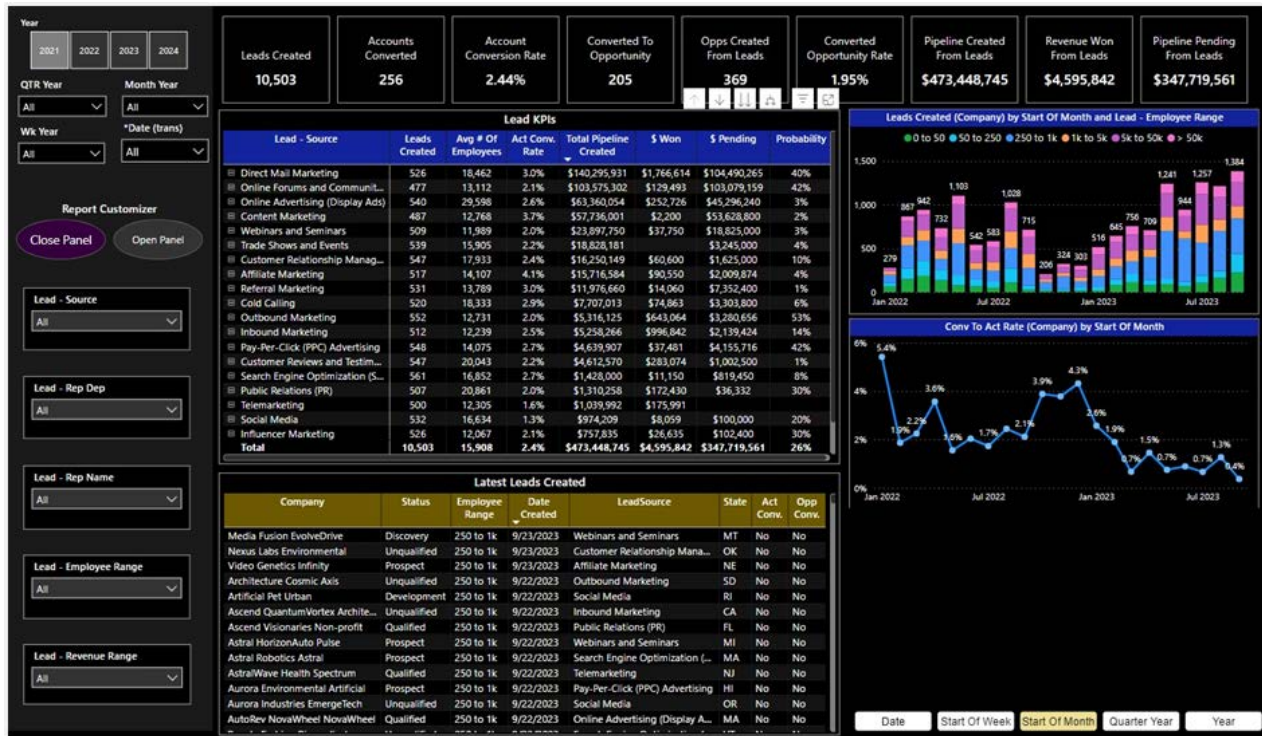 Year
2021 2022 2023 2024
QTR Year Month Year
All All
Wk Year *Date (trans)
All All
Report Customizer
Close Panel Open Panel
Lead - Source
All
Lead - Rep Dep
All
Lead - Rep Name
All
Lead - Employee Range
All
Lead - Revenue Range
All
Leads Created
10,503
Accounts
Converted
256
Account
Conversion Rate
2.44%
Converted To
Opportunity
205
Opps Created
From Leads
369
Converted
Opportunity Rate
1.95%
Pipeline Created
From Leads
$473,448,745
Revenue Won
From Leads
$4,595,842
Pipeline Pending
From Leads
$347,719,561
Lead KPIs
Lead - Source Leads Created Avg # Of Employees Act Conv. Rate Total Pipeline Created $ Won $ Pending Probability
Direct Mail Marketing 526 18,462 3.0% $140,295,931 $1,766,614 $104,490,265 40%
Online Forums and Communit... 477 13,112 2.1% $103,575,302 $129,493 $103,079,159 42%
Online Advertising (Display Ads) 540 29,598 2.6% $63,360,054 $252,726 $45,296,240 3%
Content Marketing 487 12,768 3.7% $57,736,001 $2,200 $53,628,800 2%
Webinars and Seminars 509 11,989 2.0% $23,897,750 $37,750 $18,825,000 3%
Trade Shows and Events 539 15,905 2.2% $18,828,181 $3,245,000 4%
Customer Relationship Manag... 547 17,933 2.4% $16,250,149 $60,600 $1,625,000 10%
Affiliate Marketing 517 14,107 4.1% $15,716,584 $90,550 $2,009,874 4%
Referral Marketing 531 13,789 3.0% $11,976,660 $14,060 $7,352,400 1%
Cold Calling 520 18,333 2.9% $7,707,013 $74,863 $3,303,800 6%
Outbound Marketing 552 12,731 2.0% $5,316,125 $643,064 $3,280,656 53%
Inbound Marketing 512 12,239 2.5% $5,258,266 $996,842 $2,139,424 14%
Pay-Per-Click (PPC) Advertising 548 14,075 2.7% $4,639,907 $37,481 $4,155,716 42%
Customer Reviews and Testim... 547 20,043 2.2% $4,612,570 $283,074 $1,002,500 1%
Search Engine Optimization (S... 561 16,852 2.7% $1,428,000 $11,150 $819,450 8%
Public Relations (PR) 507 20,861 2.0% $1,310,258 $172,430 $36,332 30%
Telemarketing 500 12,305 1.6% $1,039,992 $175,991
Social Media 532 16,634 1.3% $974,209 $8,059 $100,000 20%
Influencer Marketing 526 12,067 2.1% $757,835 $26,635 $102,400 30%
Total 10,503 15,908 2.4% $473,448,745 $4,595,842 $347,719,561 26%
Latest Leads Created
Company Status Employee Range Date Created LeadSource State Act Conv. Opp Conv.
Media Fusion EvolveDrive Discovery 250 to 1k 9/23/2023 Webinars and Seminars MT No No
Nexus Labs Environmental Unqualified 250 to 1k 9/23/2023 Customer Relationship Mana... OK No No
Video Genetics Infinity Prospect 250 to 1k 9/23/2023 Affiliate Marketing NE No No
Architecture Cosmic Axis Unqualified 250 to 1k 9/22/2023 Outbound Marketing SD No No
Artificial Pet Urban Development 250 to 1k 9/22/2023 Social Media RI No No
Ascend QuantumVortex Archite... Unqualified 250 to 1k 9/22/2023 Inbound Marketing CA No No
Ascend Visionaries Non-profit Qualified 250 to 1k 9/22/2023 Public Relations (PR) FL No No
Astral HorizonAuto Pulse Prospect 250 to 1k 9/22/2023 Webinars and Seminars MI No No
Astral Robotics Astral Prospect 250 to 1k 9/22/2023 Search Engine Optimization (... MA No No
AstralWave Health Spectrum Qualified 250 to 1k 9/22/2023 Telemarketing NJ No No
Aurora Environmental Artificial Prospect 250 to 1k 9/22/2023 Pay-Per-Click (PPC) Advertising HI No No
Aurora Industries EmergeTech Unqualified 250 to 1k 9/22/2023 Social Media OR No No
AutoRev NovaWheel NovaWheel Qualified 250 to 1k 9/22/2023 Online Advertising (Display A... MA No No
Leads Created (Company) by Start Of Month and Lead - Employee Range
0 to 50 50 to 250 250 to 1k 1k to 5k 5k to 50k > 50k
1,500
1,000
500
0
279 867 942 732 1,103 542 583 1,028 715 206 324 303 516 645 756 709 1,241 944 1,257 1,384
Jan 2022 Jul 2022 Jan 2023 Jul 2023
Conv To Act Rate (Company) by Start Of Month
6%
4%
2%
0%
5.4% 1.9% 2.2% 3.6% 1.6% 1.7% 2.1% 3.9% 4.3% 2.6% 1.9% 0.7% 1.5% 0.7% 0.7% 1.3% 0.4%
Jan 2022 Jul 2022 Jan 2023 Jul 2023
Date Start Of Week Start Of Month Quarter Year Year